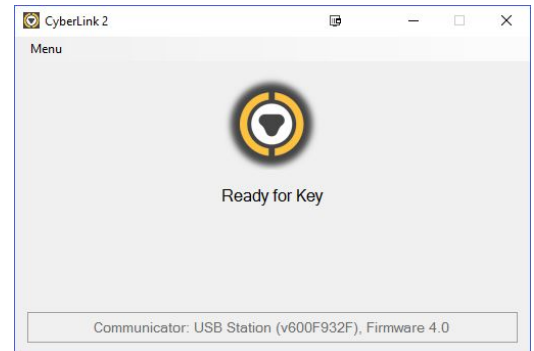 CyberLink 2
Menu
Ready for Key
Communicator: USB Station (v600F932F), Firmware 4.0